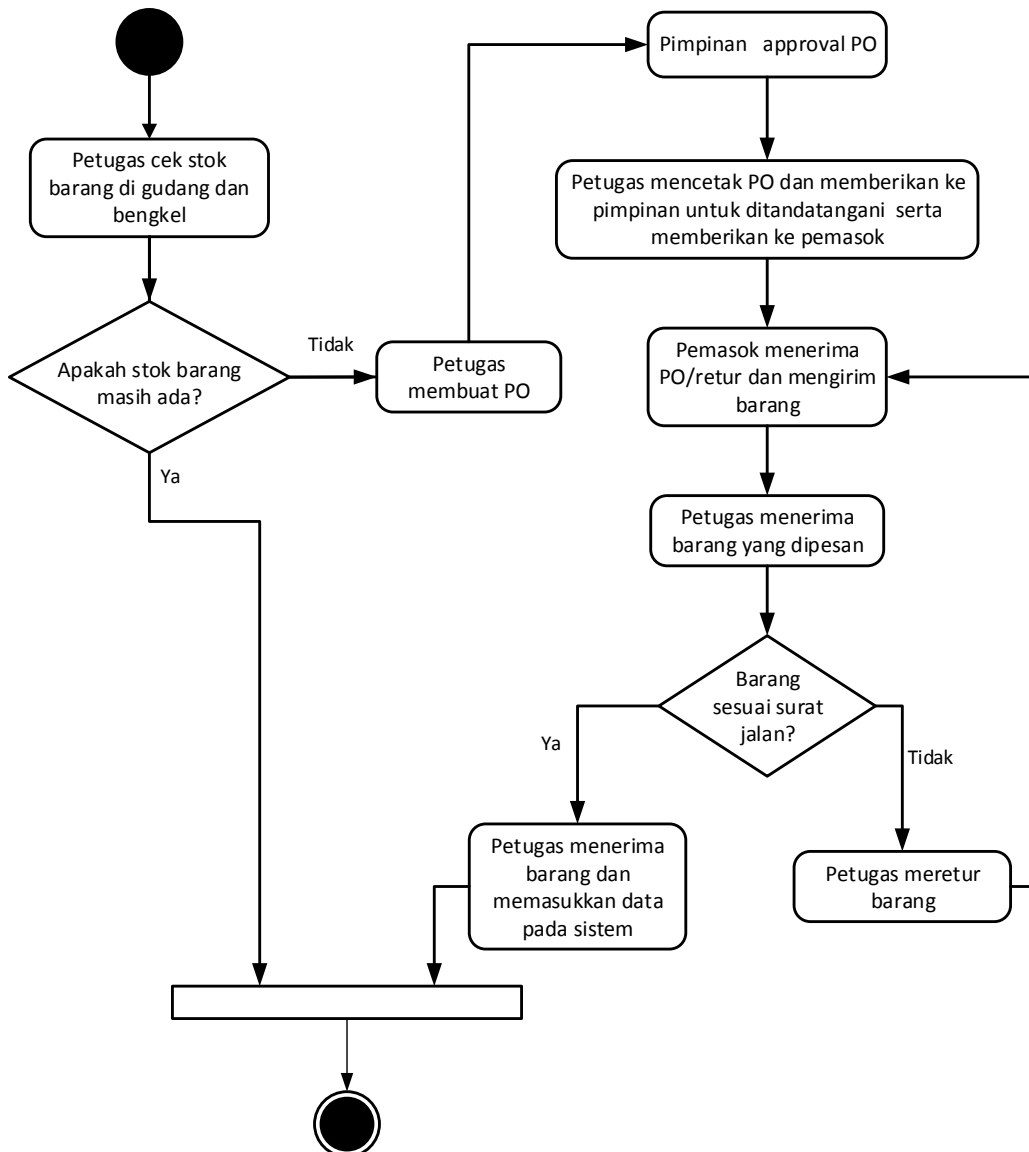 Petugas cek stok
barang di gudang dan
bengkel
Apakah stok barang
masih ada?
Tidak
Ya
Petugas
membuat PO
Pimpinan approval PO
Petugas mencetak PO dan memberikan ke
pimpinan untuk ditandatangani serta
memberikan ke pemasok
Pemasok menerima
PO/retur dan mengirim
barang
Petugas menerima
barang yang dipesan
Barang
sesuai surat
jalan?
Ya
Tidak
Petugas menerima
barang dan
memasukkan data
pada sistem
Petugas meretur
barang